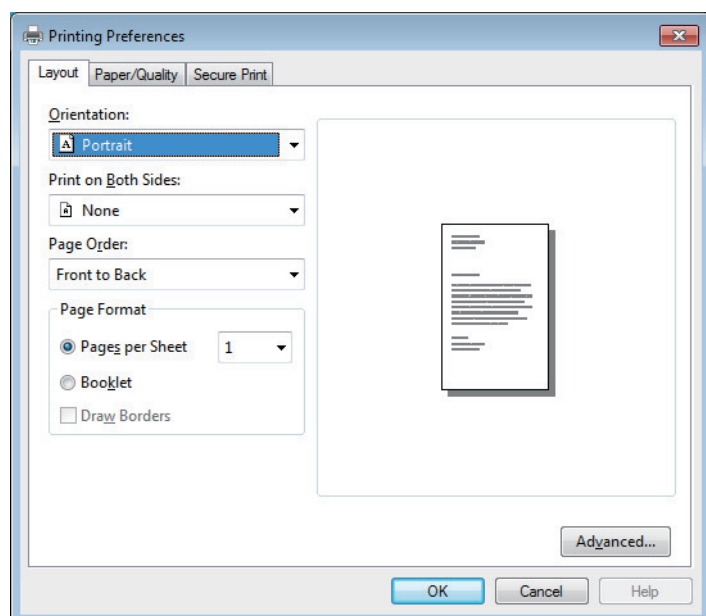 Printing Preferences
Layout Paper/Quality Secure Print
Orientation:
A Portrait
Print on Both Sides:
None
Page Order:
Front to Back
Page Format
Pages per Sheet 1
Booklet
Draw Borders
Advanced...
OK Cancel Help